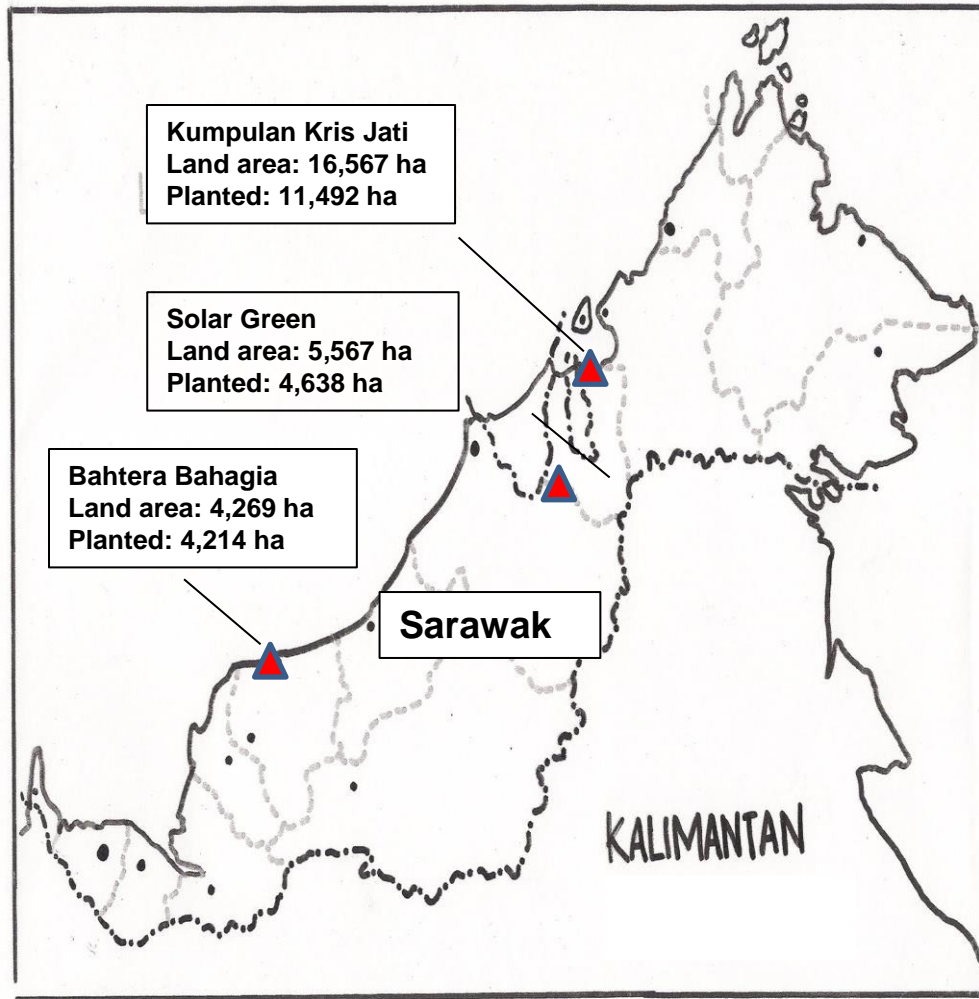 Kumpulan Kris Jati
Land area: 16,567 ha
Planted: 11,492 ha
Solar Green
Land area: 5,567 ha
Planted: 4,638 ha
Bahtera Bahagia
Land area: 4,269 ha
Planted: 4,214 ha
Sarawak
KALIMANTAN